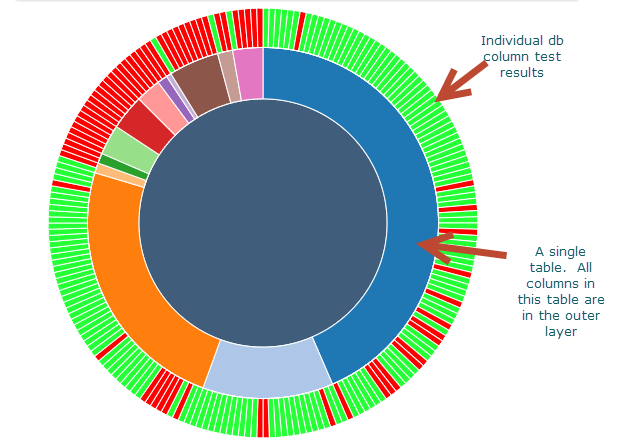 Individual db
column test
results
A single
table. All
columns in
this table are
in the outer
layer